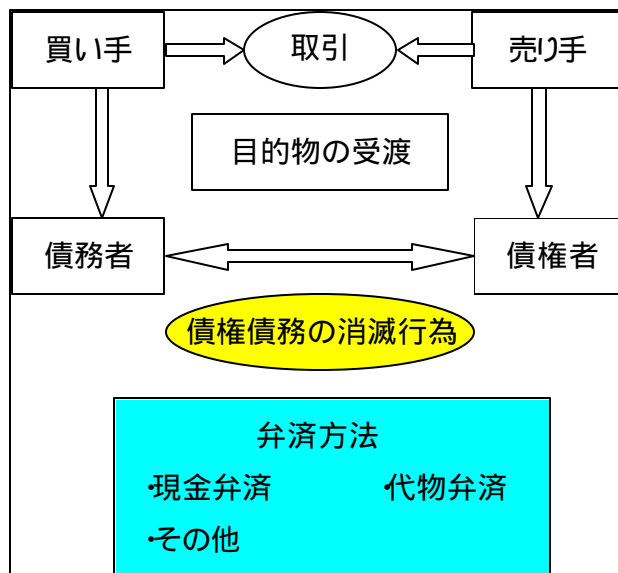 買い手
取引
売り手
目的物の受渡
債務者
債権者
債権債務の消滅行為
弁済方法
・現金弁済 ・代物弁済
・その他